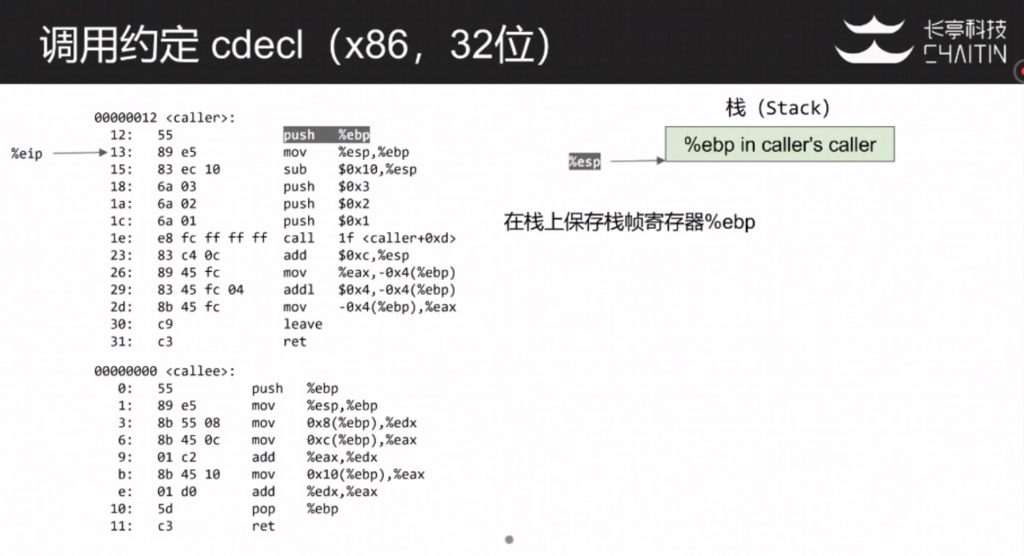 调用约定 cdecl（x86，32位）
长亭科技
CHAITIN
00000012 <caller>:
12: 55 push %ebp
%eip
13: 89 e5 mov %esp,%ebp
15: 83 ec 10 sub $0x10,%esp
18: 6a 03 push $0x3
1a: 6a 02 push $0x2
1c: 6a 01 push $0x1
1e: e8 fc ff ff ff call 1f <caller+0xd>
23: 83 c4 0c add $0xc,%esp
26: 89 45 fc mov %eax,-0x4(%ebp)
29: 83 45 fc 04 addl $0x4,-0x4(%ebp)
2d: 8b 45 fc mov -0x4(%ebp),%eax
30: c9 leave
31: c3 ret
00000000 <callee>:
0: 55 push %ebp
1: 89 e5 mov %esp,%ebp
3: 8b 55 08 mov 0x8(%ebp),%edx
6: 8b 45 0c mov 0xc(%ebp),%eax
9: 01 c2 add %eax,%edx
b: 8b 45 10 mov 0x10(%ebp),%eax
e: 01 d0 add %edx,%eax
10: 5d pop %ebp
11: c3 ret
栈（Stack）
%ebp in caller's caller
%esp
在栈上保存栈帧寄存器%ebp